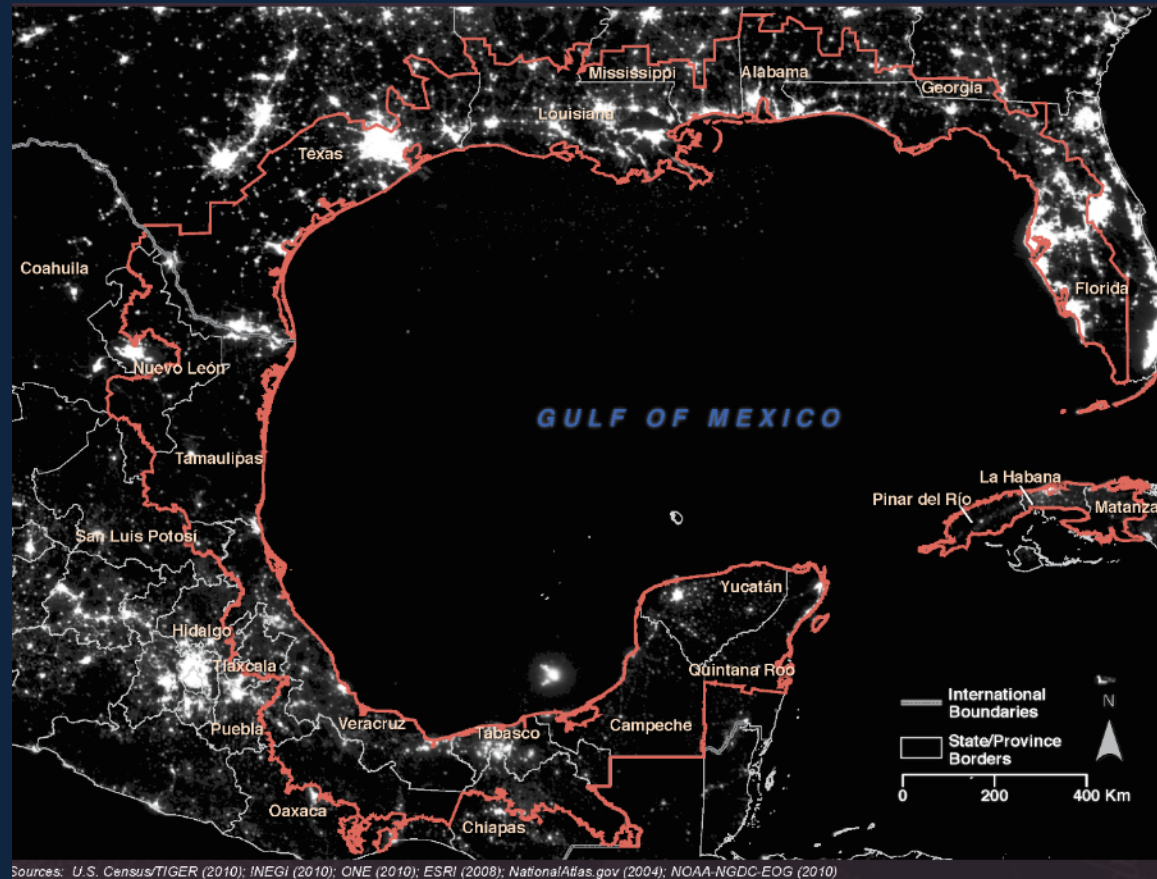 Mississippi
Alabama
Georgia
Louisiana
Texas
Coahuila
Florida
Nuevo León
GULF OF MEXICO
Tamaulipas
La Habana
Pinar del Río
Matanza
San Luis Potosí
Yucatán
Hidalgo
Tlaxcala
Quintana Roo
Puebla
Veracruz
Tabasco
Campeche
Oaxaca
Chiapas
International
Boundaries
State/Province
Borders
N
0 200 400 Km
Sources: U.S. Census/TIGER (2010); INEGI (2010); ONE (2010); ESRI (2008); NationalAtlas.gov (2004); NOAA-NGDC-EOG (2010)